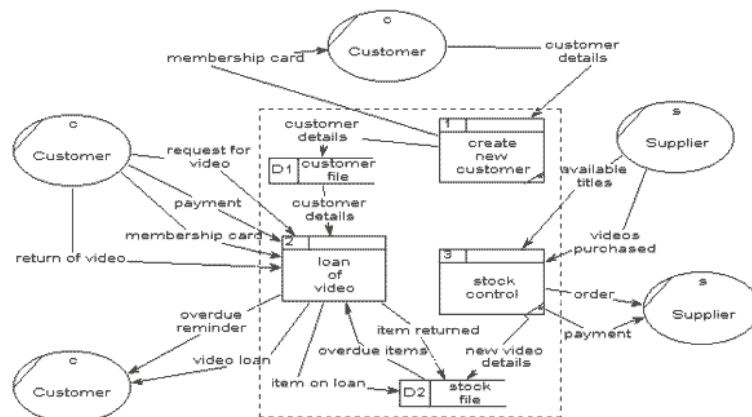 c
Customer
membership card
customer
details
c
Customer
request for
video
payment
membership card
return of video
customer
details
D1
customer
file
customer
details
1
create
new
customer
s
Supplier
available
titles
videos
purchased
2
loan
of
video
3
stock
control
order
payment
s
Supplier
overdue
reminder
video loan
item on loan
overdue items
item returned
new video
details
D2
stock
file
c
Customer